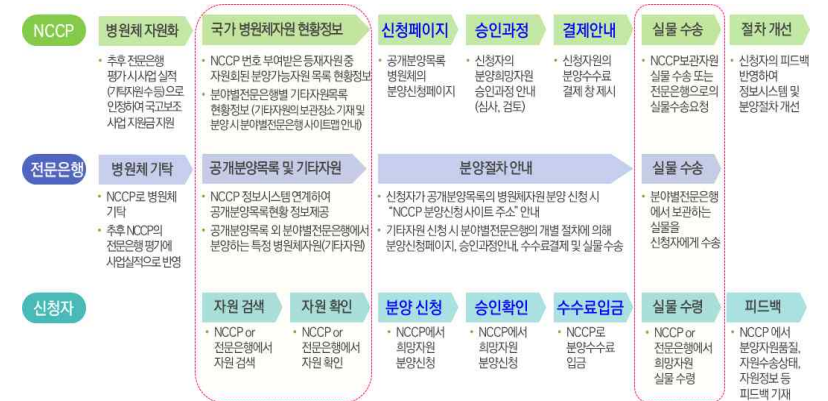 NCCP
병원체 자원화
국가 병원체자원 현황정보
신청페이지
승인과정
결제안내
실물 수송
절차 개선
• 추후 전문은행
평가 시 사업 실적
(기탁자원 수 등)으로
인정하여 국고보조
사업 지원금 지원
• NCCP 번호 부여받은 등재자원 중
자원화된 분양가능자원 목록 현황정보
• 분야별전문은행별 기타자원목록
현황정보 (기타자원의 보관장소 기재 및
분양 시 분야별전문은행 사이트맵 안내)
• 공개분양목록
병원체의
분양신청페이지
• 신청자의
분양희망자원
승인과정 안내
(심사, 검토)
• 신청자원의
분양수수료
결제 창 제시
• NCCP보관자원
실물 수송 또는
전문은행으로의
실물수송요청
• 신청자의 피드백
반영하여
정보시스템 및
분양절차 개선
전문은행
병원체 기탁
공개분양목록 및 기타자원
분양절차 안내
실물 수송
• NCCP로 병원체
기탁
• 추후 NCCP의
전문은행 평가에
사업실적으로 반영
• NCCP 정보시스템 연계하여
공개분양목록현황 정보제공
• 공개분양목록 외 분야별전문은행에서
분양하는 특정 병원체자원(기타자원)
• 신청자가 공개분양목록의 병원체자원 분양 신청 시
“NCCP 분양신청 사이트 주소” 안내
• 기타자원 신청 시 분야별전문은행의 개별 절차에 의해
분양신청페이지, 승인과정안내, 수수료결제 및 실물 수송
• 분야별전문은행
에서 보관하는
실물을
신청자에게 수송
신청자
자원 검색
자원 확인
분양 신청
승인확인
수수료입금
실물 수령
피드백
• NCCP or
전문은행에서
자원 검색
• NCCP or
전문은행에서
자원 확인
• NCCP에서
희망자원
분양신청
• NCCP에서
희망자원
분양신청
• NCCP로
분양수수료
입금
• NCCP or
전문은행에서
희망자원
실물 수령
• NCCP 에서
분양자원품질,
자원수송상태,
자원정보 등
피드백 기재